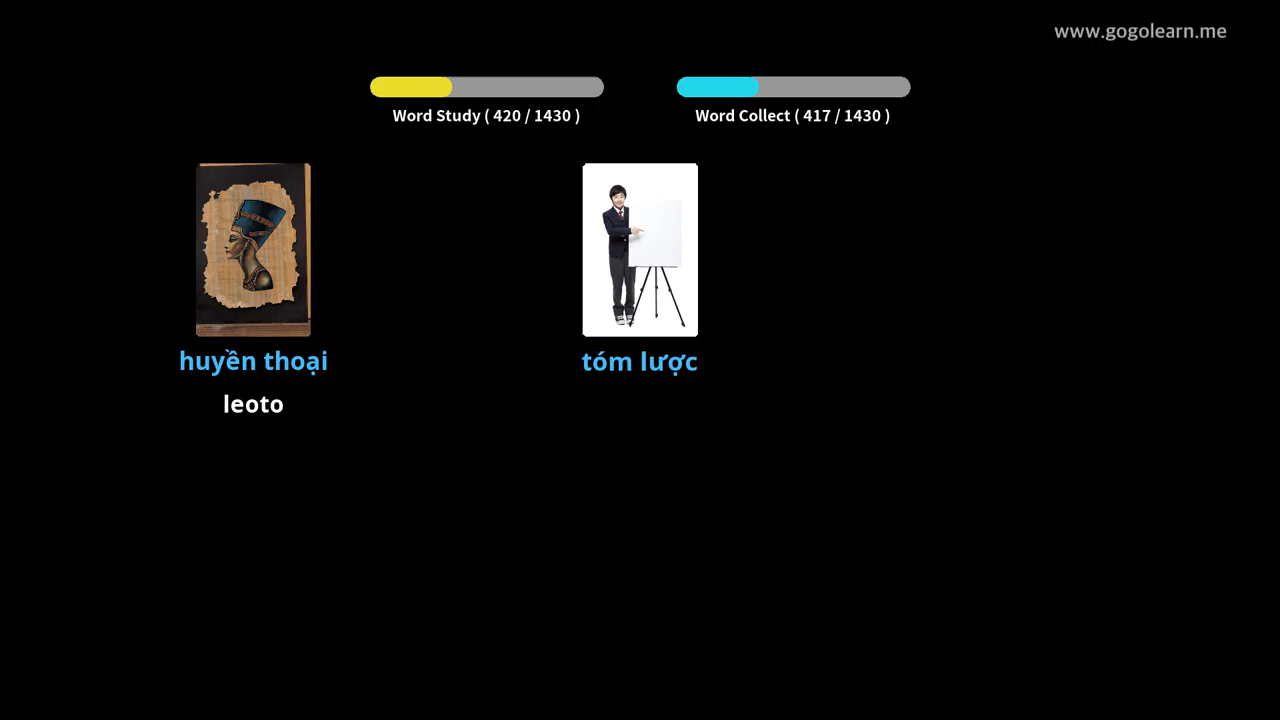 www.gogolearn.me
Word Study ( 420 / 1430 )
Word Collect ( 417 / 1430 )
huyền thoại
leoto
tóm lược